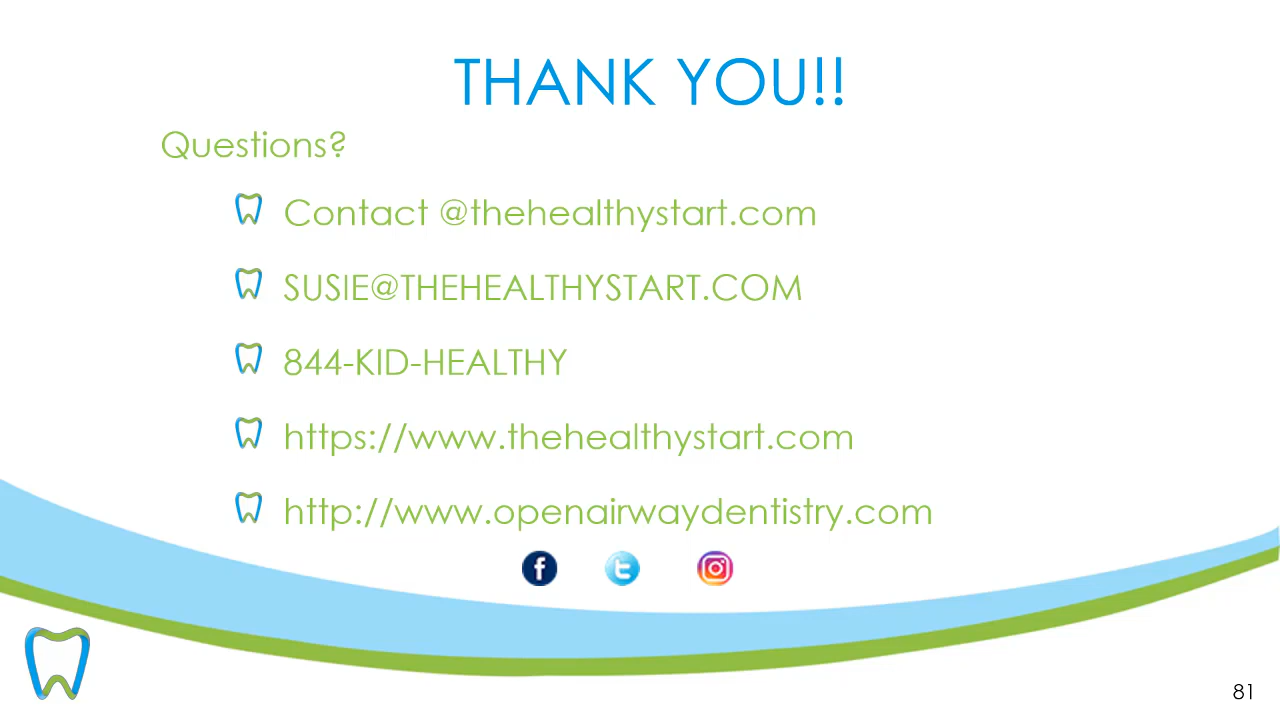 THANK YOU!!
Questions?
Contact @thehealthystart.com
SUSIE@THEHEALTHYSTART.COM
844-KID-HEALTHY
https://www.thehealthystart.com
http://www.openairwaydentistry.com
81